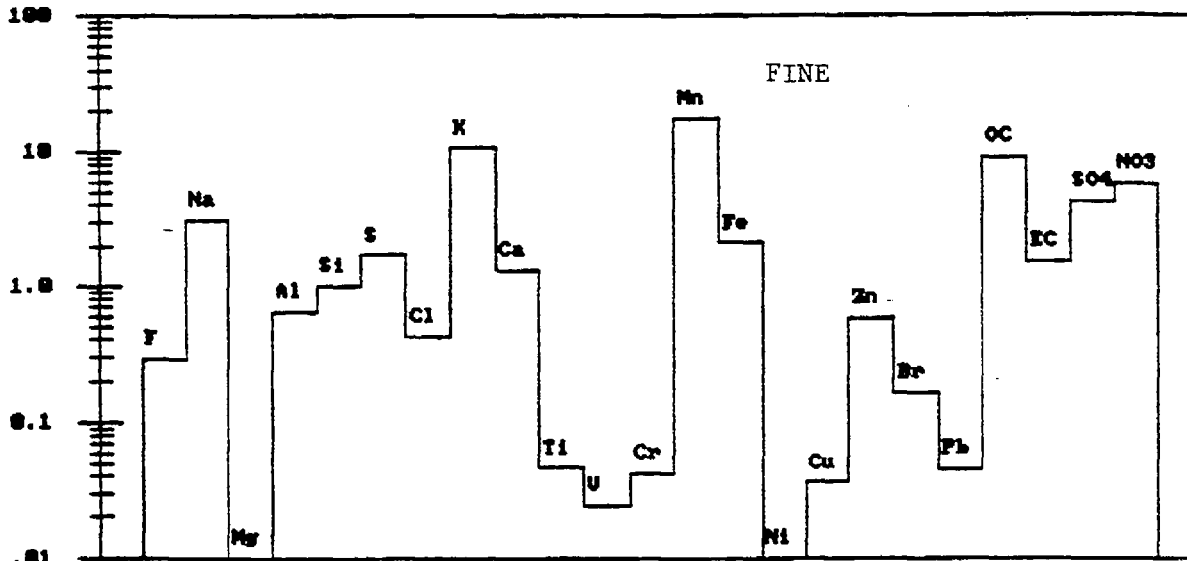 100
FINE
Mn
K
OC
10
NO3
SO4
Na
Fe
S
Ca
EC
Si
1.0
Al
Zn
Cl
F
Br
0.1
Ti
Cr
Pb
Cu
U
Mg
Ni
.01